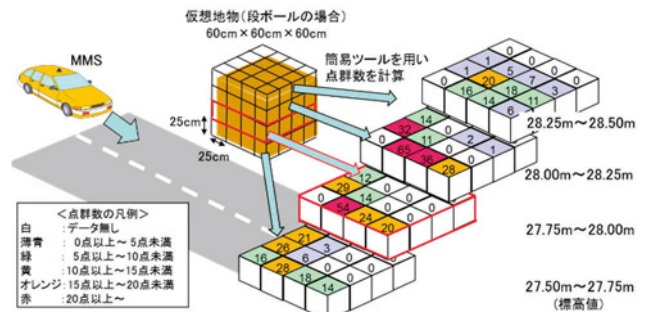 仮想地物(段ボールの場合)
60cm×60cm×60cm
MMS
簡易ツールを用い
点群数を計算
25cm
25cm
0
1 0
1 5 0
20 7 0
16 18 3
14 11
6
28.25m～28.50m
14
32 0
0 11 2
65 0 1
36 0
28
28.00m～28.25m
12
29 0
0 14 0
54 0 0
24 0
20
27.75m～28.00m
21
26 3 0
16 6 0
28 0 0
18 0
14
27.50m～27.75m
(標高値)
<点群数の凡例>
白 :データ無し
薄青 : 0点以上～ 5点未満
緑 : 5点以上～10点未満
黄 :10点以上～15点未満
オレンジ:15点以上～20点未満
赤 :20点以上～